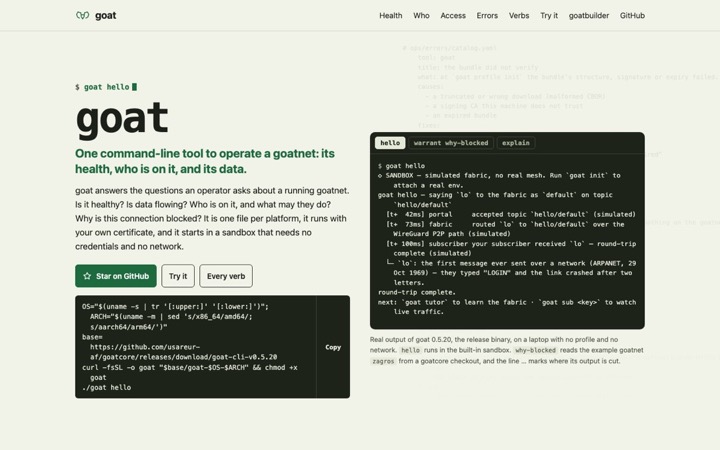 goat
Health Who Access Errors Verbs Try it goatbuilder GitHub
$ goat hello
goat
One command-line tool to operate a goatnet: its
health, who is on it, and its data.
goat answers the questions an operator asks about a running goatnet.
Is it healthy? Is data flowing? Who is on it, and what may they do?
Why is this connection blocked? It is one file per platform, it runs with
your own certificate, and it starts in a sandbox that needs no
credentials and no network.
Star on GitHub Try it Every verb
OS="$(uname -s | tr '[:upper:]' '[:lower:]')";
ARCH="$(uname -m | sed 's/x86_64/amd64/;
s/aarch64/arm64/')"
base=
https://github.com/usareur-
af/goatcore/releases/download/goat-cli-v0.5.20
curl -fsSL -o goat "$base/goat-$OS-$ARCH" && chmod +x
goat
./goat hello
Copy
hello warrant why-blocked explain
$ goat hello
◇ SANDBOX — simulated fabric, no real mesh. Run `goat init` to
attach a real env.
goat hello — saying `lo` to the fabric as `default` on topic
`hello/default`
[t+  42ms] portal     accepted topic `hello/default` (simulated)
[t+  73ms] fabric     routed `lo` to `hello/default` over the
WireGuard P2P path (simulated)
[t+ 100ms] subscriber your subscriber received `lo` — round-trip
complete (simulated)
└─ `lo`: the first message ever sent over a network (ARPANET, 29
Oct 1969) — they typed "LOGIN" and the link crashed after two
letters.
round-trip complete.
next: `goat tutor` to learn the fabric · `goat sub <key>` to watch
live traffic.
Real output of goat 0.5.20, the release binary, on a laptop with no profile and no
network. hello runs in the built-in sandbox. why-blocked reads the example goatnet
zagros from a goatcore checkout, and the line … marks where its output is cut.